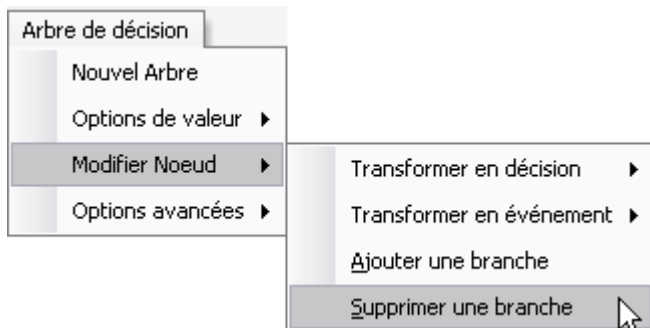 Arbre de décision
Nouvel Arbre
Options de valeur
Modifier Noeud
Options avancées
Transformer en décision
Transformer en événement
Ajouter une branche
Supprimer une branche